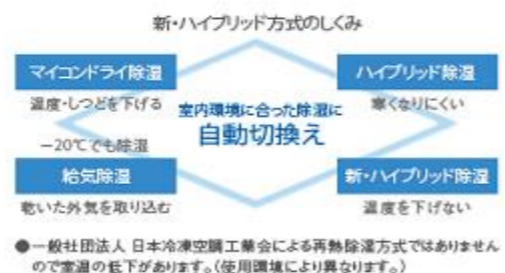 新・ハイブリッド方式のしくみ
マイコンドライ除湿
ハイブリッド除湿
温度・しつどを下げる
室内環境に合った除湿に
寒くなりにくい
自動切換え
－20℃でも除湿
給気除湿
新・ハイブリッド除湿
乾いた外気を取り込む
温度を下げない
●一般社団法人 日本冷凍空調工業会による再熱除湿方式ではありません
ので室温の低下があります。(使用環境により異なります。)